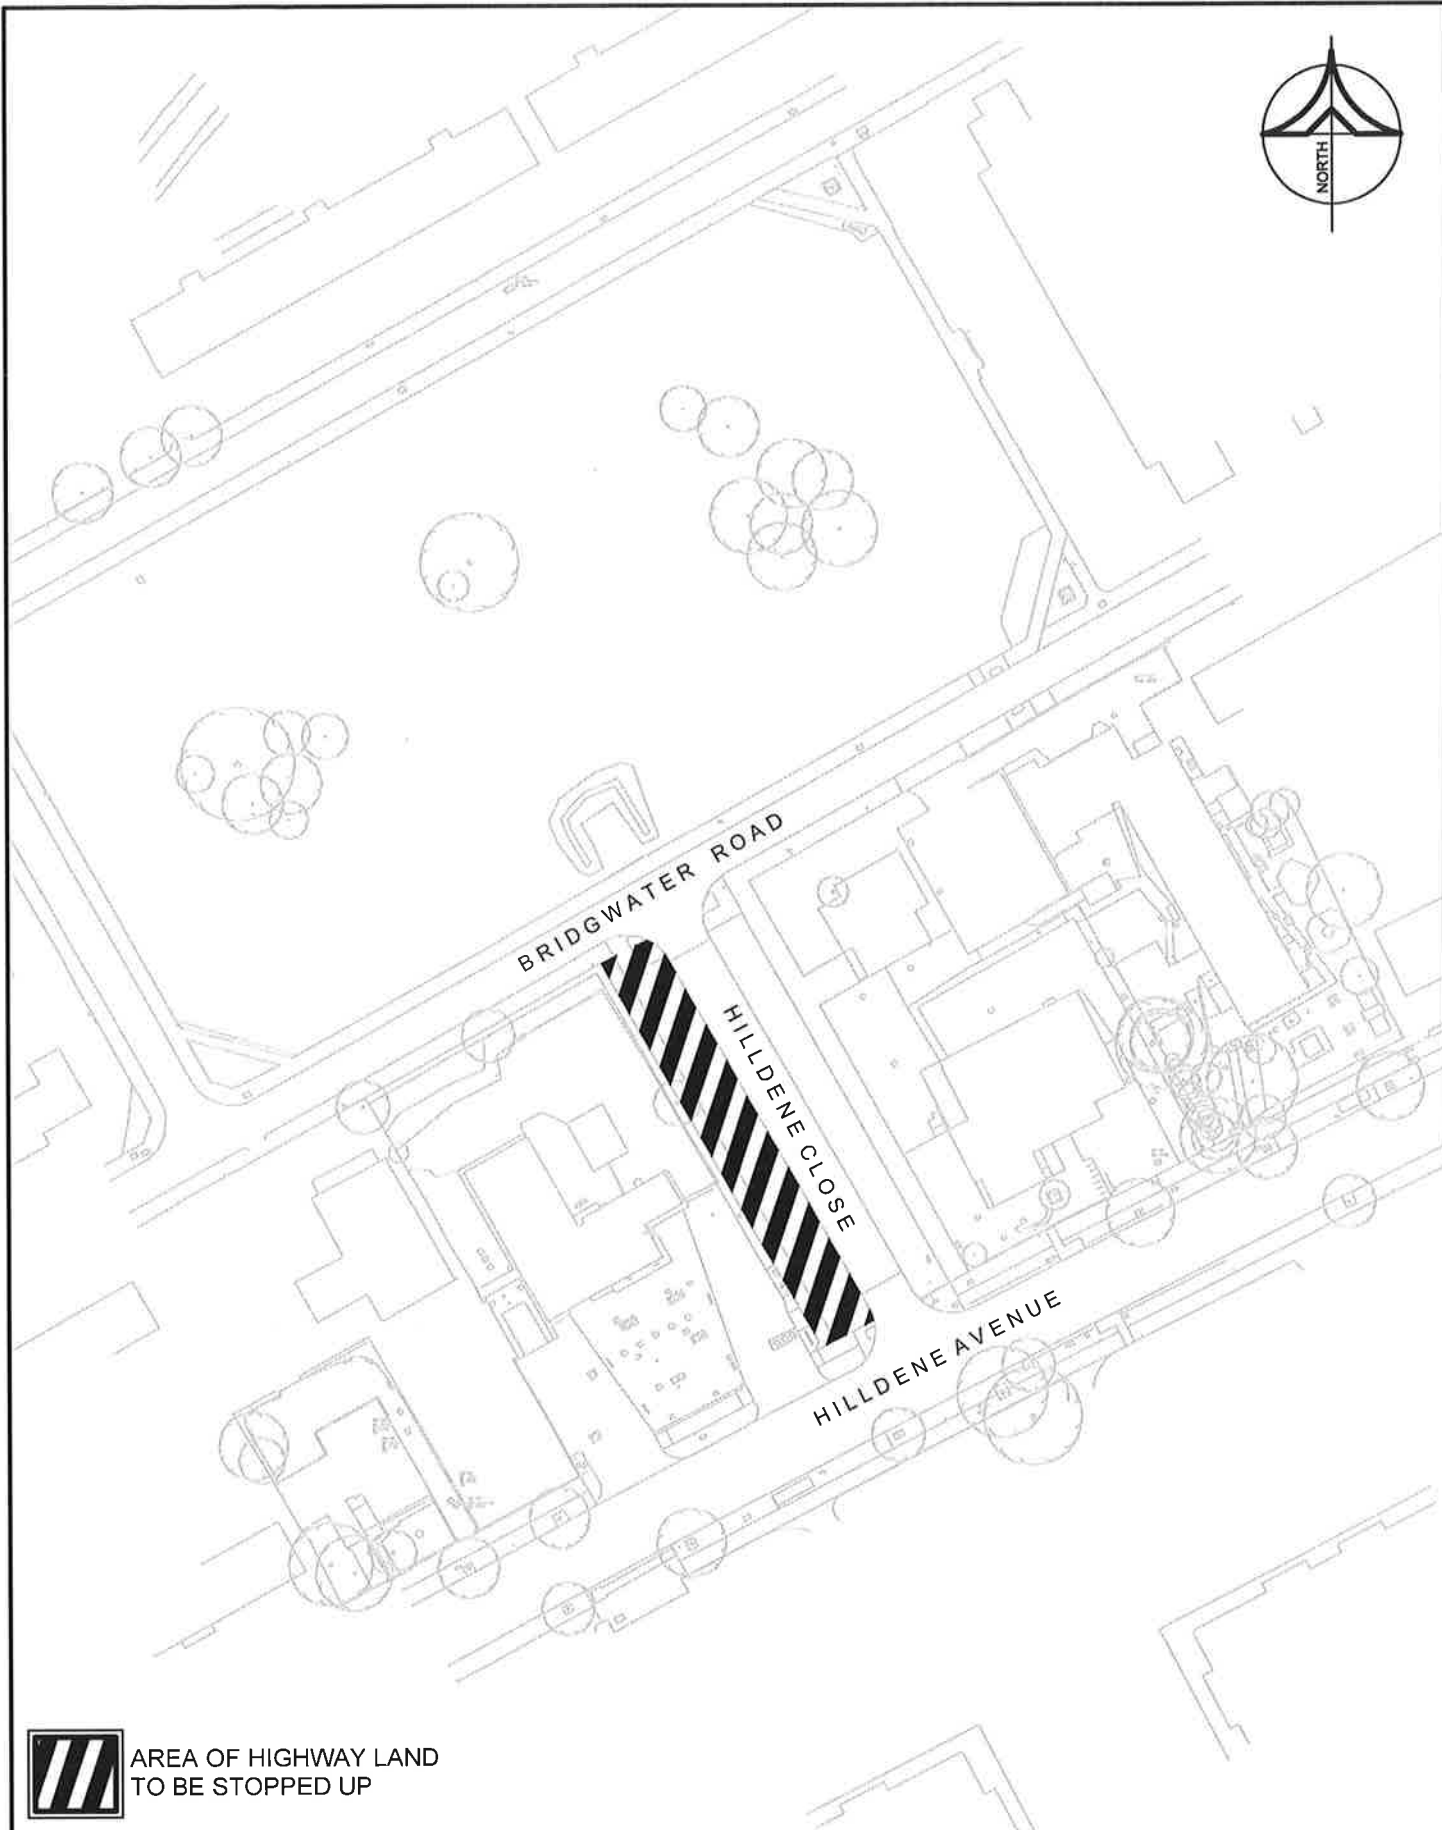 NORTH
BRIDGWATER ROAD
HILLDENE CLOSE
HILLDENE AVENUE
AREA OF HIGHWAY LAND
TO BE STOPPED UP